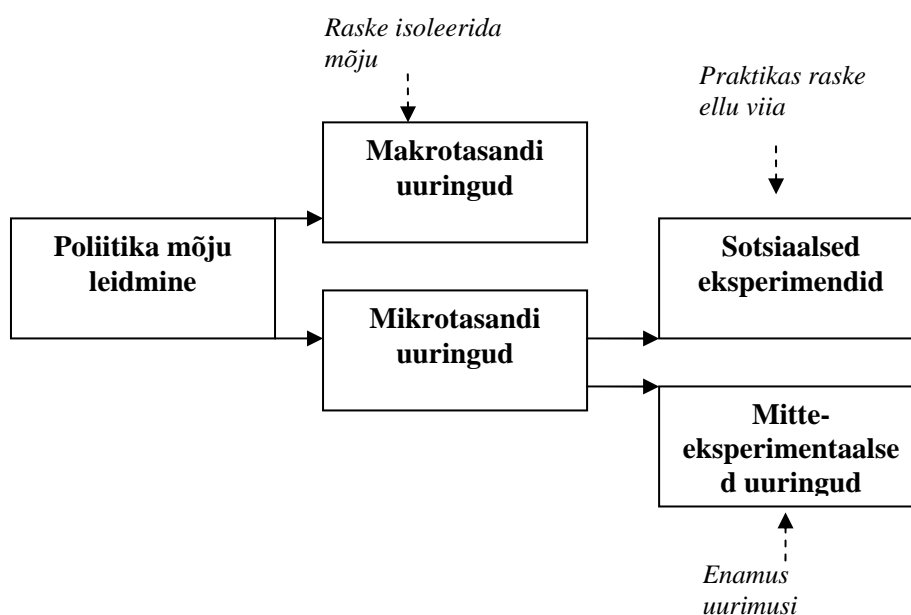 Raske isoleerida
mõju
Praktikas raske
ellu viia
Makrotasandi
uuringud
Poliitika mõju
leidmine
Sotsiaalsed
eksperimendid
Mikrotasandi
uuringud
Mitte-
eksperimentaalse
d uuringud
Enamus
uurimusi